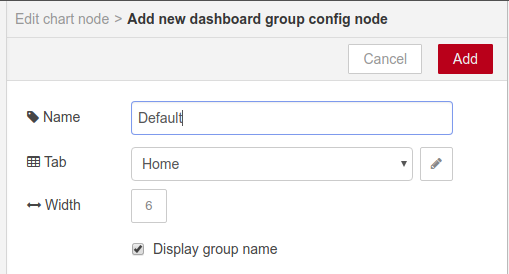 Edit chart node > Add new dashboard group config node
Cancel Add
Name Default
Tab Home
Width 6
Display group name